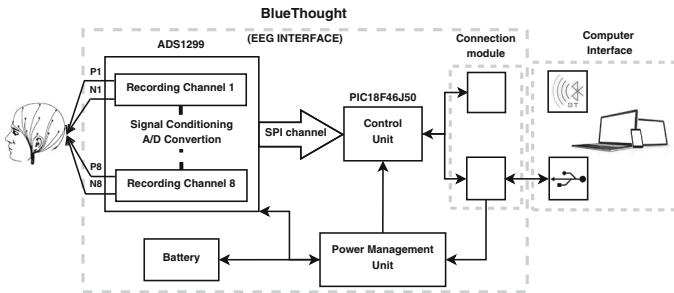 BlueThought
(EEG INTERFACE)
ADS1299
Connection
module
Computer
Interface
P1
N1
Recording Channel 1
PIC18F46J50
BT
Signal Conditioning
A/D Convertion
SPI channel
Control
Unit
P8
N8
Recording Channel 8
Battery
Power Management
Unit